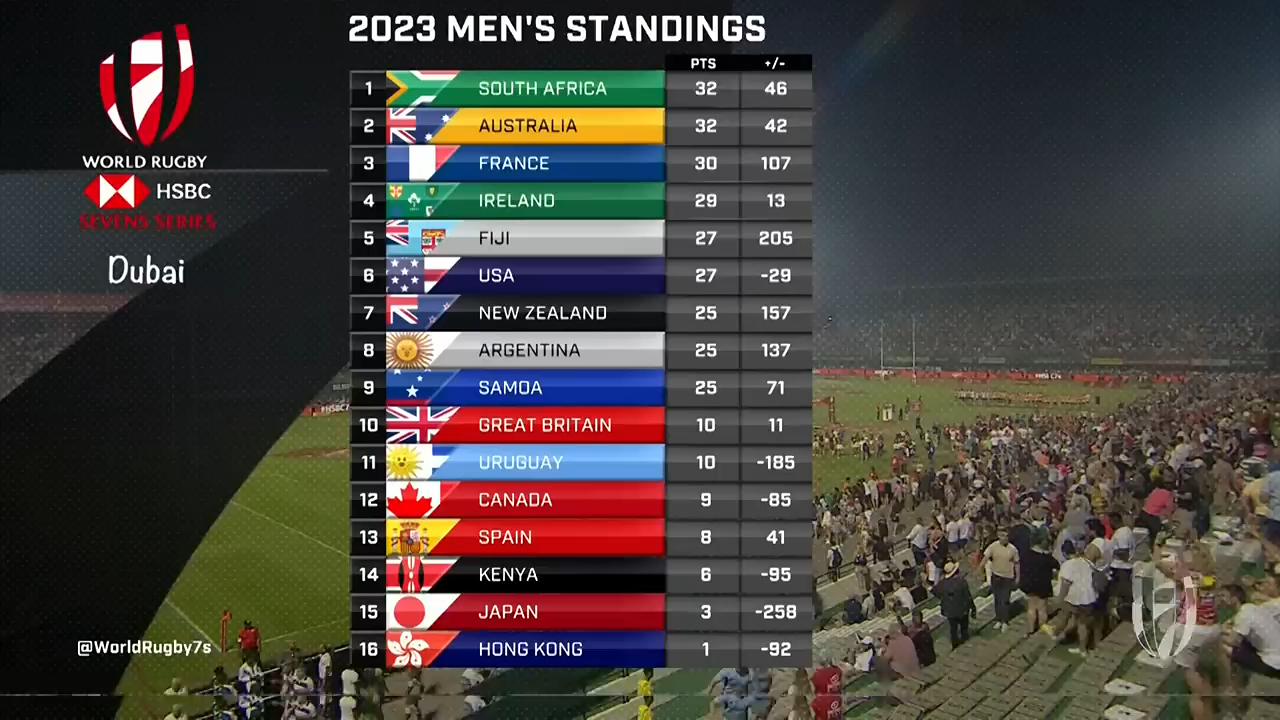 2023 MEN'S STANDINGS
PTS +/-
1 SOUTH AFRICA 32 46
2 AUSTRALIA 32 42
3 FRANCE 30 107
4 IRELAND 29 13
5 FIJI 27 205
6 USA 27 -29
7 NEW ZEALAND 25 157
8 ARGENTINA 25 137
9 SAMOA 25 71
10 GREAT BRITAIN 10 11
11 URUGUAY 10 -185
12 CANADA 9 -85
13 SPAIN 8 41
14 KENYA 6 -95
15 JAPAN 3 -258
16 HONG KONG 1 -92
WORLD RUGBY
HSBC
SEVENS SERIES
Dubai
@WorldRugby7s